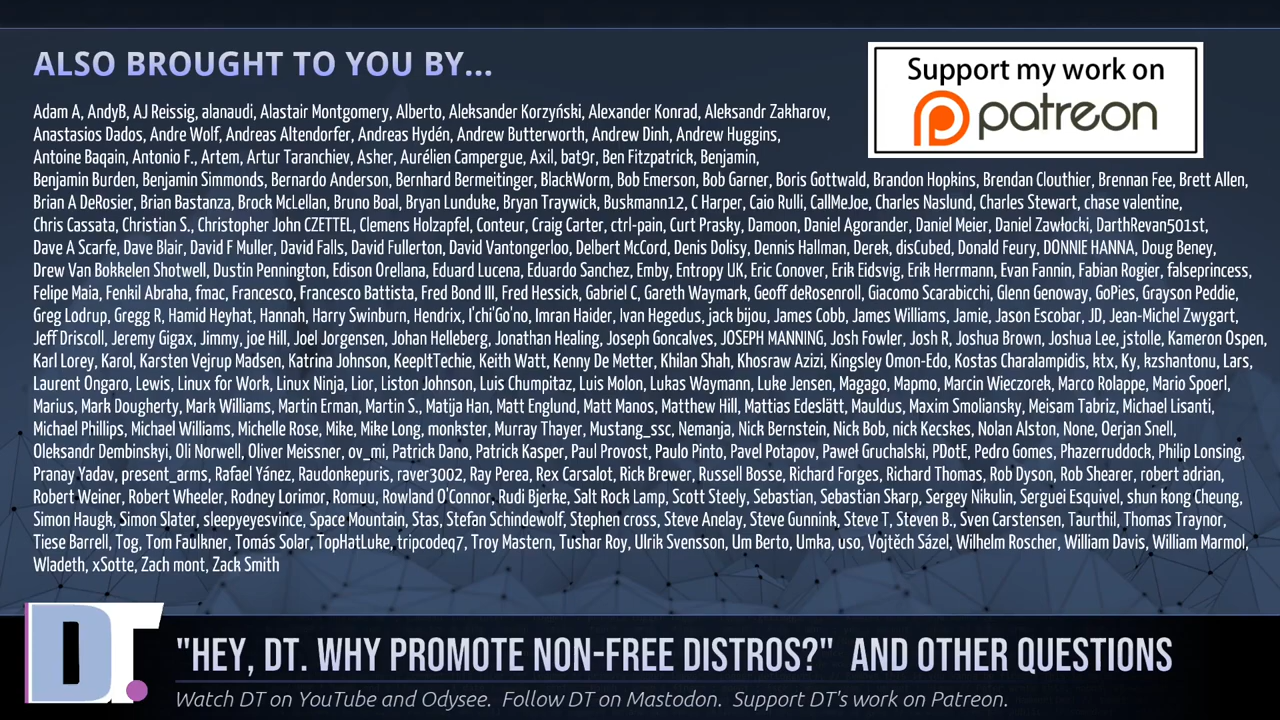 ALSO BROUGHT TO YOU BY...
Support my work on
patreon
Adam A, AndyB, AJ Reissig, alanaudi, Alastair Montgomery, Alberto, Aleksander Korzyński, Alexander Konrad, Aleksandr Zakharov,
Anastasios Dados, Andre Wolf, Andreas Altendorfer, Andreas Hydén, Andrew Butterworth, Andrew Dinh, Andrew Huggins,
Antoine Baqain, Antonio F., Artem, Artur Taranchiev, Asher, Aurélien Campergue, Axil, bat9r, Ben Fitzpatrick, Benjamin,
Benjamin Burden, Benjamin Simmonds, Bernardo Anderson, Bernhard Bermeitinger, BlackWorm, Bob Emerson, Bob Garner, Boris Gottwald, Brandon Hopkins, Brendan Clouthier, Brennan Fee, Brett Allen,
Brian A DeRosier, Brian Bastanza, Brock McLellan, Bruno Boal, Bryan Lunduke, Bryan Traywick, Buskmann12, C Harper, Caio Rulli, CallMeJoe, Charles Naslund, Charles Stewart, chase valentine,
Chris Cassata, Christian S., Christopher John CZETTEL, Clemens Holzapfel, Conteur, Craig Carter, ctrl-pain, Curt Prasky, Damoon, Daniel Agorander, Daniel Meier, Daniel Zawłocki, DarthRevan501st,
Dave A Scarfe, Dave Blair, David F Muller, David Falls, David Fullerton, David Vantongerloo, Delbert McCord, Denis Dolisy, Dennis Hallman, Derek, disCubed, Donald Feury, DONNIE HANNA, Doug Beney,
Drew Van Bokkelen Shotwell, Dustin Pennington, Edison Orellana, Eduard Lucena, Eduardo Sanchez, Emby, Entropy UK, Eric Conover, Erik Eidsvig, Erik Herrmann, Evan Fannin, Fabian Rogier, falseprincess,
Felipe Maia, Fenkil Abraha, fmac, Francesco, Francesco Battista, Fred Bond III, Fred Hessick, Gabriel C, Gareth Waymark, Geoff deRosenroll, Giacomo Scarabicchi, Glenn Genoway, GoPies, Grayson Peddie,
Greg Lodrup, Gregg R, Hamid Heyhat, Hannah, Harry Swinburn, Hendrix, I'chi'Go'no, Imran Haider, Ivan Hegedus, jack bijou, James Cobb, James Williams, Jamie, Jason Escobar, JD, Jean-Michel Zwygart,
Jeff Driscoll, Jeremy Gigax, Jimmy, joe Hill, Joel Jorgensen, Johan Helleberg, Jonathan Healing, Joseph Goncalves, JOSEPH MANNING, Josh Fowler, Josh R, Joshua Brown, Joshua Lee, jstolle, Kameron Ospen,
Karl Lorey, Karol, Karsten Vejrup Madsen, Katrina Johnson, KeepItTechie, Keith Watt, Kenny De Metter, Khilan Shah, Khosraw Azizi, Kingsley Omon-Edo, Kostas Charalampidis, ktx, Ky, kzshantonu, Lars,
Laurent Ongaro, Lewis, Linux for Work, Linux Ninja, Lior, Liston Johnson, Luis Chumpitaz, Luis Molon, Lukas Waymann, Luke Jensen, Magago, Mapmo, Marcin Wieczorek, Marco Rolappe, Mario Spoerl,
Marius, Mark Dougherty, Mark Williams, Martin Erman, Martin S., Matija Han, Matt Englund, Matt Manos, Matthew Hill, Mattias Edeslätt, Mauldus, Maxim Smoliansky, Meisam Tabriz, Michael Lisanti,
Michael Phillips, Michael Williams, Michelle Rose, Mike, Mike Long, monkster, Murray Thayer, Mustang_ssc, Nemanja, Nick Bernstein, Nick Bob, nick Kecskes, Nolan Alston, None, Oerjan Snell,
Oleksandr Dembinskyi, Oli Norwell, Oliver Meissner, ov_mi, Patrick Dano, Patrick Kasper, Paul Provost, Paulo Pinto, Pavel Potapov, Paweł Gruchalski, PDotE, Pedro Gomes, Phazerruddock, Philip Lonsing,
Pranay Yadav, present_arms, Rafael Yánez, Raudonkepuris, raver3002, Ray Perea, Rex Carsalot, Rick Brewer, Russell Bosse, Richard Forges, Richard Thomas, Rob Dyson, Rob Shearer, robert adrian,
Robert Weiner, Robert Wheeler, Rodney Lorimor, Romuu, Rowland O'Connor, Rudi Bjerke, Salt Rock Lamp, Scott Steely, Sebastian, Sebastian Skarp, Sergey Nikulin, Serguei Esquivel, shun kong Cheung,
Simon Haugk, Simon Slater, sleepyeyesvince, Space Mountain, Stas, Stefan Schindewolf, Stephen cross, Steve Anelay, Steve Gunnink, Steve T, Steven B., Sven Carstensen, Taurthil, Thomas Traynor,
Tiese Barrell, Tog, Tom Faulkner, Tomás Solar, TopHatLuke, tripcodeq7, Troy Mastern, Tushar Roy, Ulrik Svensson, Um Berto, Umka, uso, Vojtěch Sázel, Wilhelm Roscher, William Davis, William Marmol,
Wladeth, xSotte, Zach mont, Zack Smith
DT.
"HEY, DT. WHY PROMOTE NON-FREE DISTROS?" AND OTHER QUESTIONS
Watch DT on YouTube and Odysee. Follow DT on Mastodon. Support DT's work on Patreon.